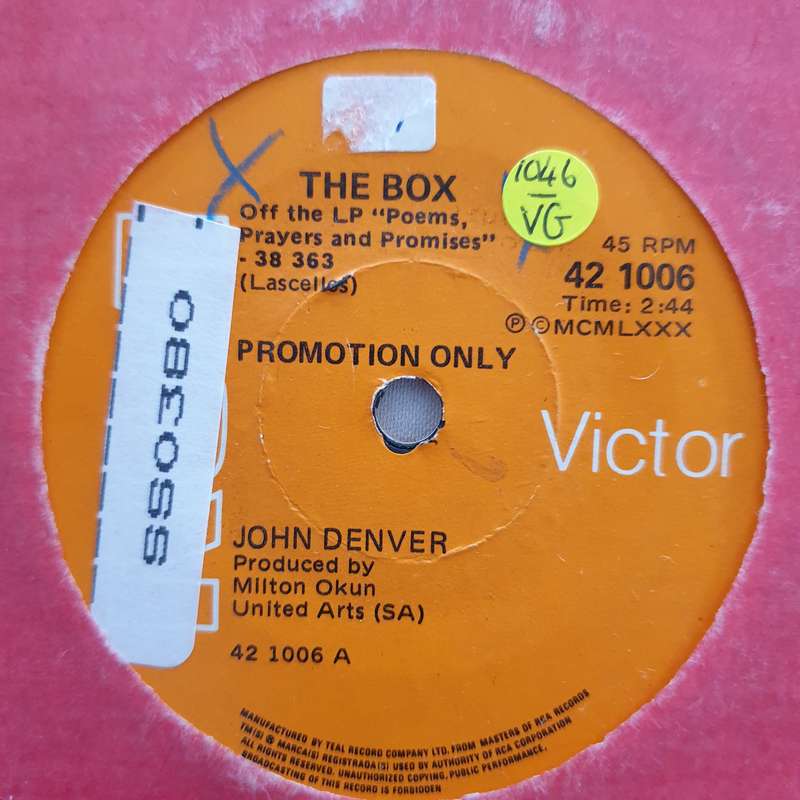 THE BOX
Off the LP "Poems,
Prayers and Promises"
- 38 363
(Lascelles)
1046
VG
45 RPM
42 1006
Time: 2:44
ⓅⒸMCMLXXX
PROMOTION ONLY
SS0380
Victor
JOHN DENVER
Produced by
Milton Okun
United Arts (SA)
42 1006 A
MANUFACTURED BY TEAL RECORD COMPANY LTD. FROM MASTERS OF RCA RECORDS
TM(S) ® MARCA(S) REGISTRADA(S) USED BY AUTHORITY OF RCA CORPORATION
ALL RIGHTS RESERVED. UNAUTHORIZED COPYING, PUBLIC PERFORMANCE,
BROADCASTING OF THIS RECORD IS FORBIDDEN